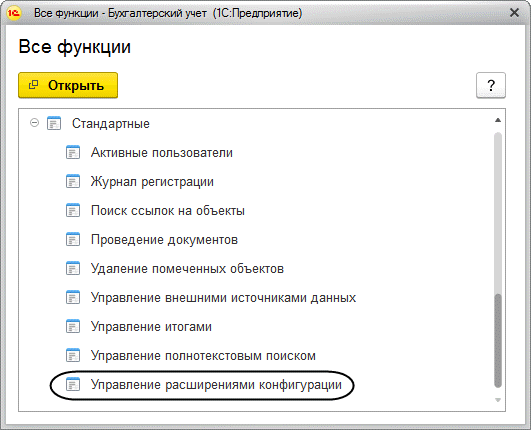 1С Все функции - Бухгалтерский учет (1С:Предприятие)
Все функции
Открыть ?
Стандартные
Активные пользователи
Журнал регистрации
Поиск ссылок на объекты
Проведение документов
Удаление помеченных объектов
Управление внешними источниками данных
Управление итогами
Управление полнотекстовым поиском
Управление расширениями конфигурации